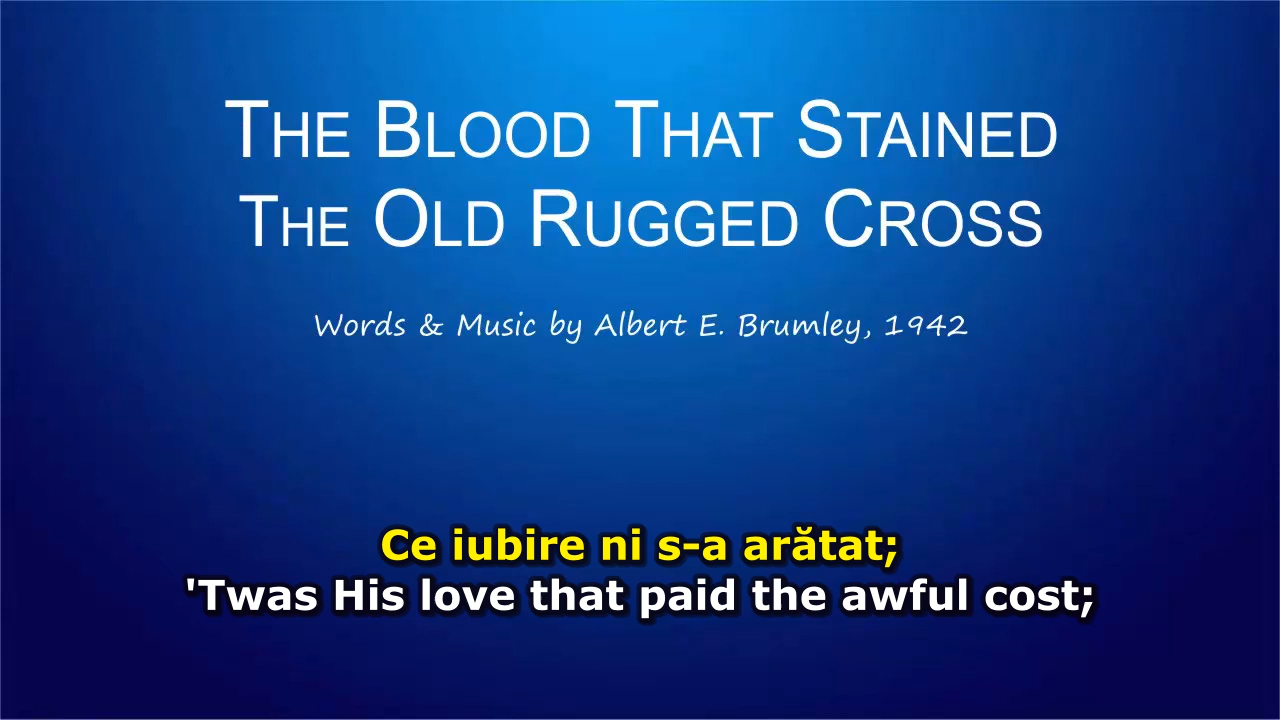 The Blood That Stained
The Old Rugged Cross
Words & Music by Albert E. Brumley, 1942
Ce iubire ni s-a arătat;
'Twas His love that paid the awful cost;